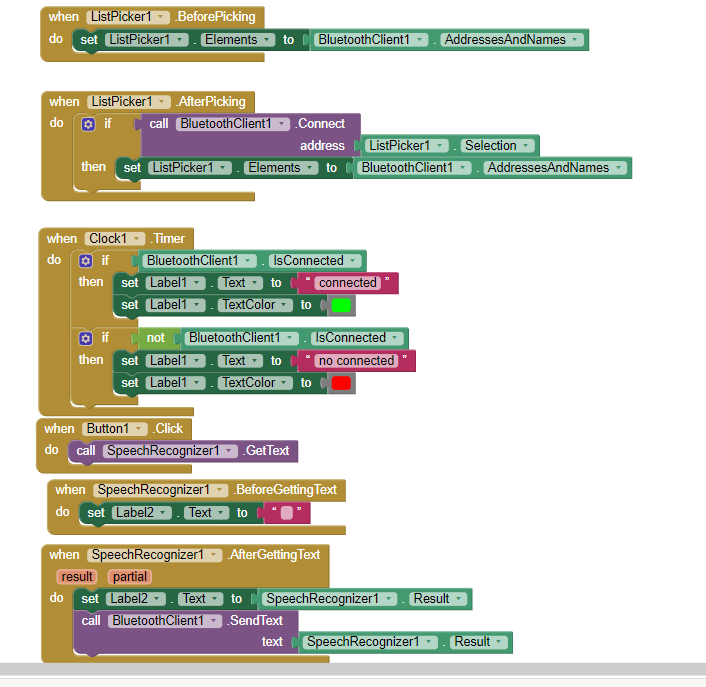 when ListPicker1 .BeforePicking
do set ListPicker1 . Elements to BluetoothClient1 . AddressesAndNames
when ListPicker1 .AfterPicking
do if call BluetoothClient1 .Connect
address ListPicker1 . Selection
then set ListPicker1 . Elements to BluetoothClient1 . AddressesAndNames
when Clock1 .Timer
do if BluetoothClient1 . IsConnected
then set Label1 . Text to “ connected ”
set Label1 . TextColor to
if not BluetoothClient1 . IsConnected
then set Label1 . Text to “ no connected ”
set Label1 . TextColor to
when Button1 .Click
do call SpeechRecognizer1 .GetText
when SpeechRecognizer1 .BeforeGettingText
do set Label2 . Text to “ ”
when SpeechRecognizer1 .AfterGettingText
result partial
do set Label2 . Text to SpeechRecognizer1 . Result
call BluetoothClient1 .SendText
text SpeechRecognizer1 . Result